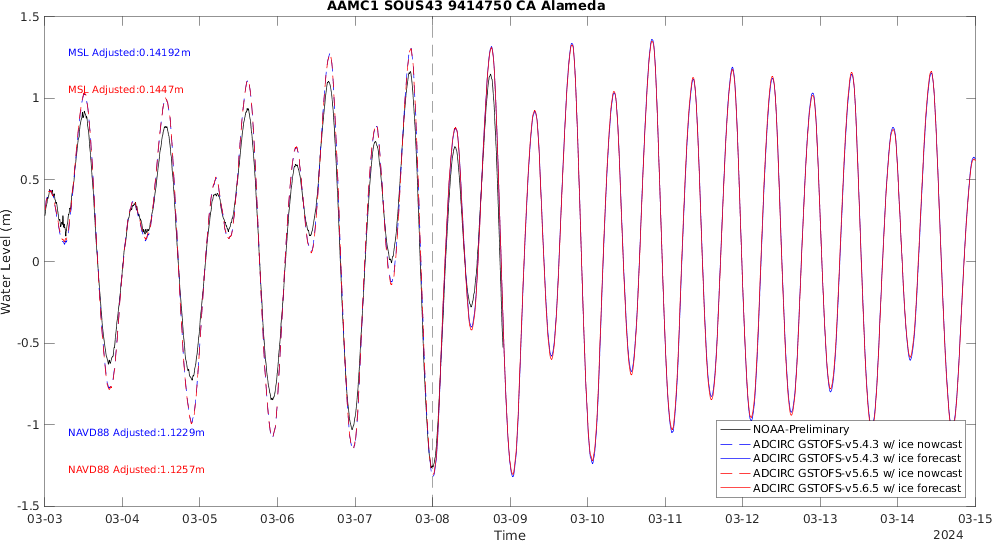 AAMC1 SOUS43 9414750 CA Alameda
1.5
1
0.5
0
-0.5
-1
-1.5
Water Level (m)
MSL Adjusted:0.14192m
MSL Adjusted:0.1447m
NAVD88 Adjusted:1.1229m
NAVD88 Adjusted:1.1257m
NOAA-Preliminary
ADCIRC GSTOFS-v5.4.3 w/ ice nowcast
ADCIRC GSTOFS-v5.4.3 w/ ice forecast
ADCIRC GSTOFS-v5.6.5 w/ ice nowcast
ADCIRC GSTOFS-v5.6.5 w/ ice forecast
03-03 03-04 03-05 03-06 03-07 03-08 03-09 03-10 03-11 03-12 03-13 03-14 03-15
Time
2024